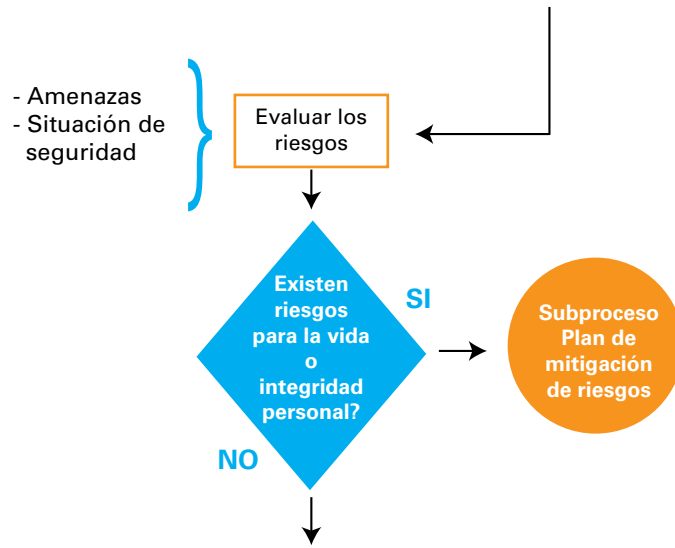 - Amenazas
- Situación de
seguridad
Evaluar los
riesgos
Existen
riesgos
para la vida
o
integridad
personal?
SI
NO
Subproceso
Plan de
mitigación
de riesgos